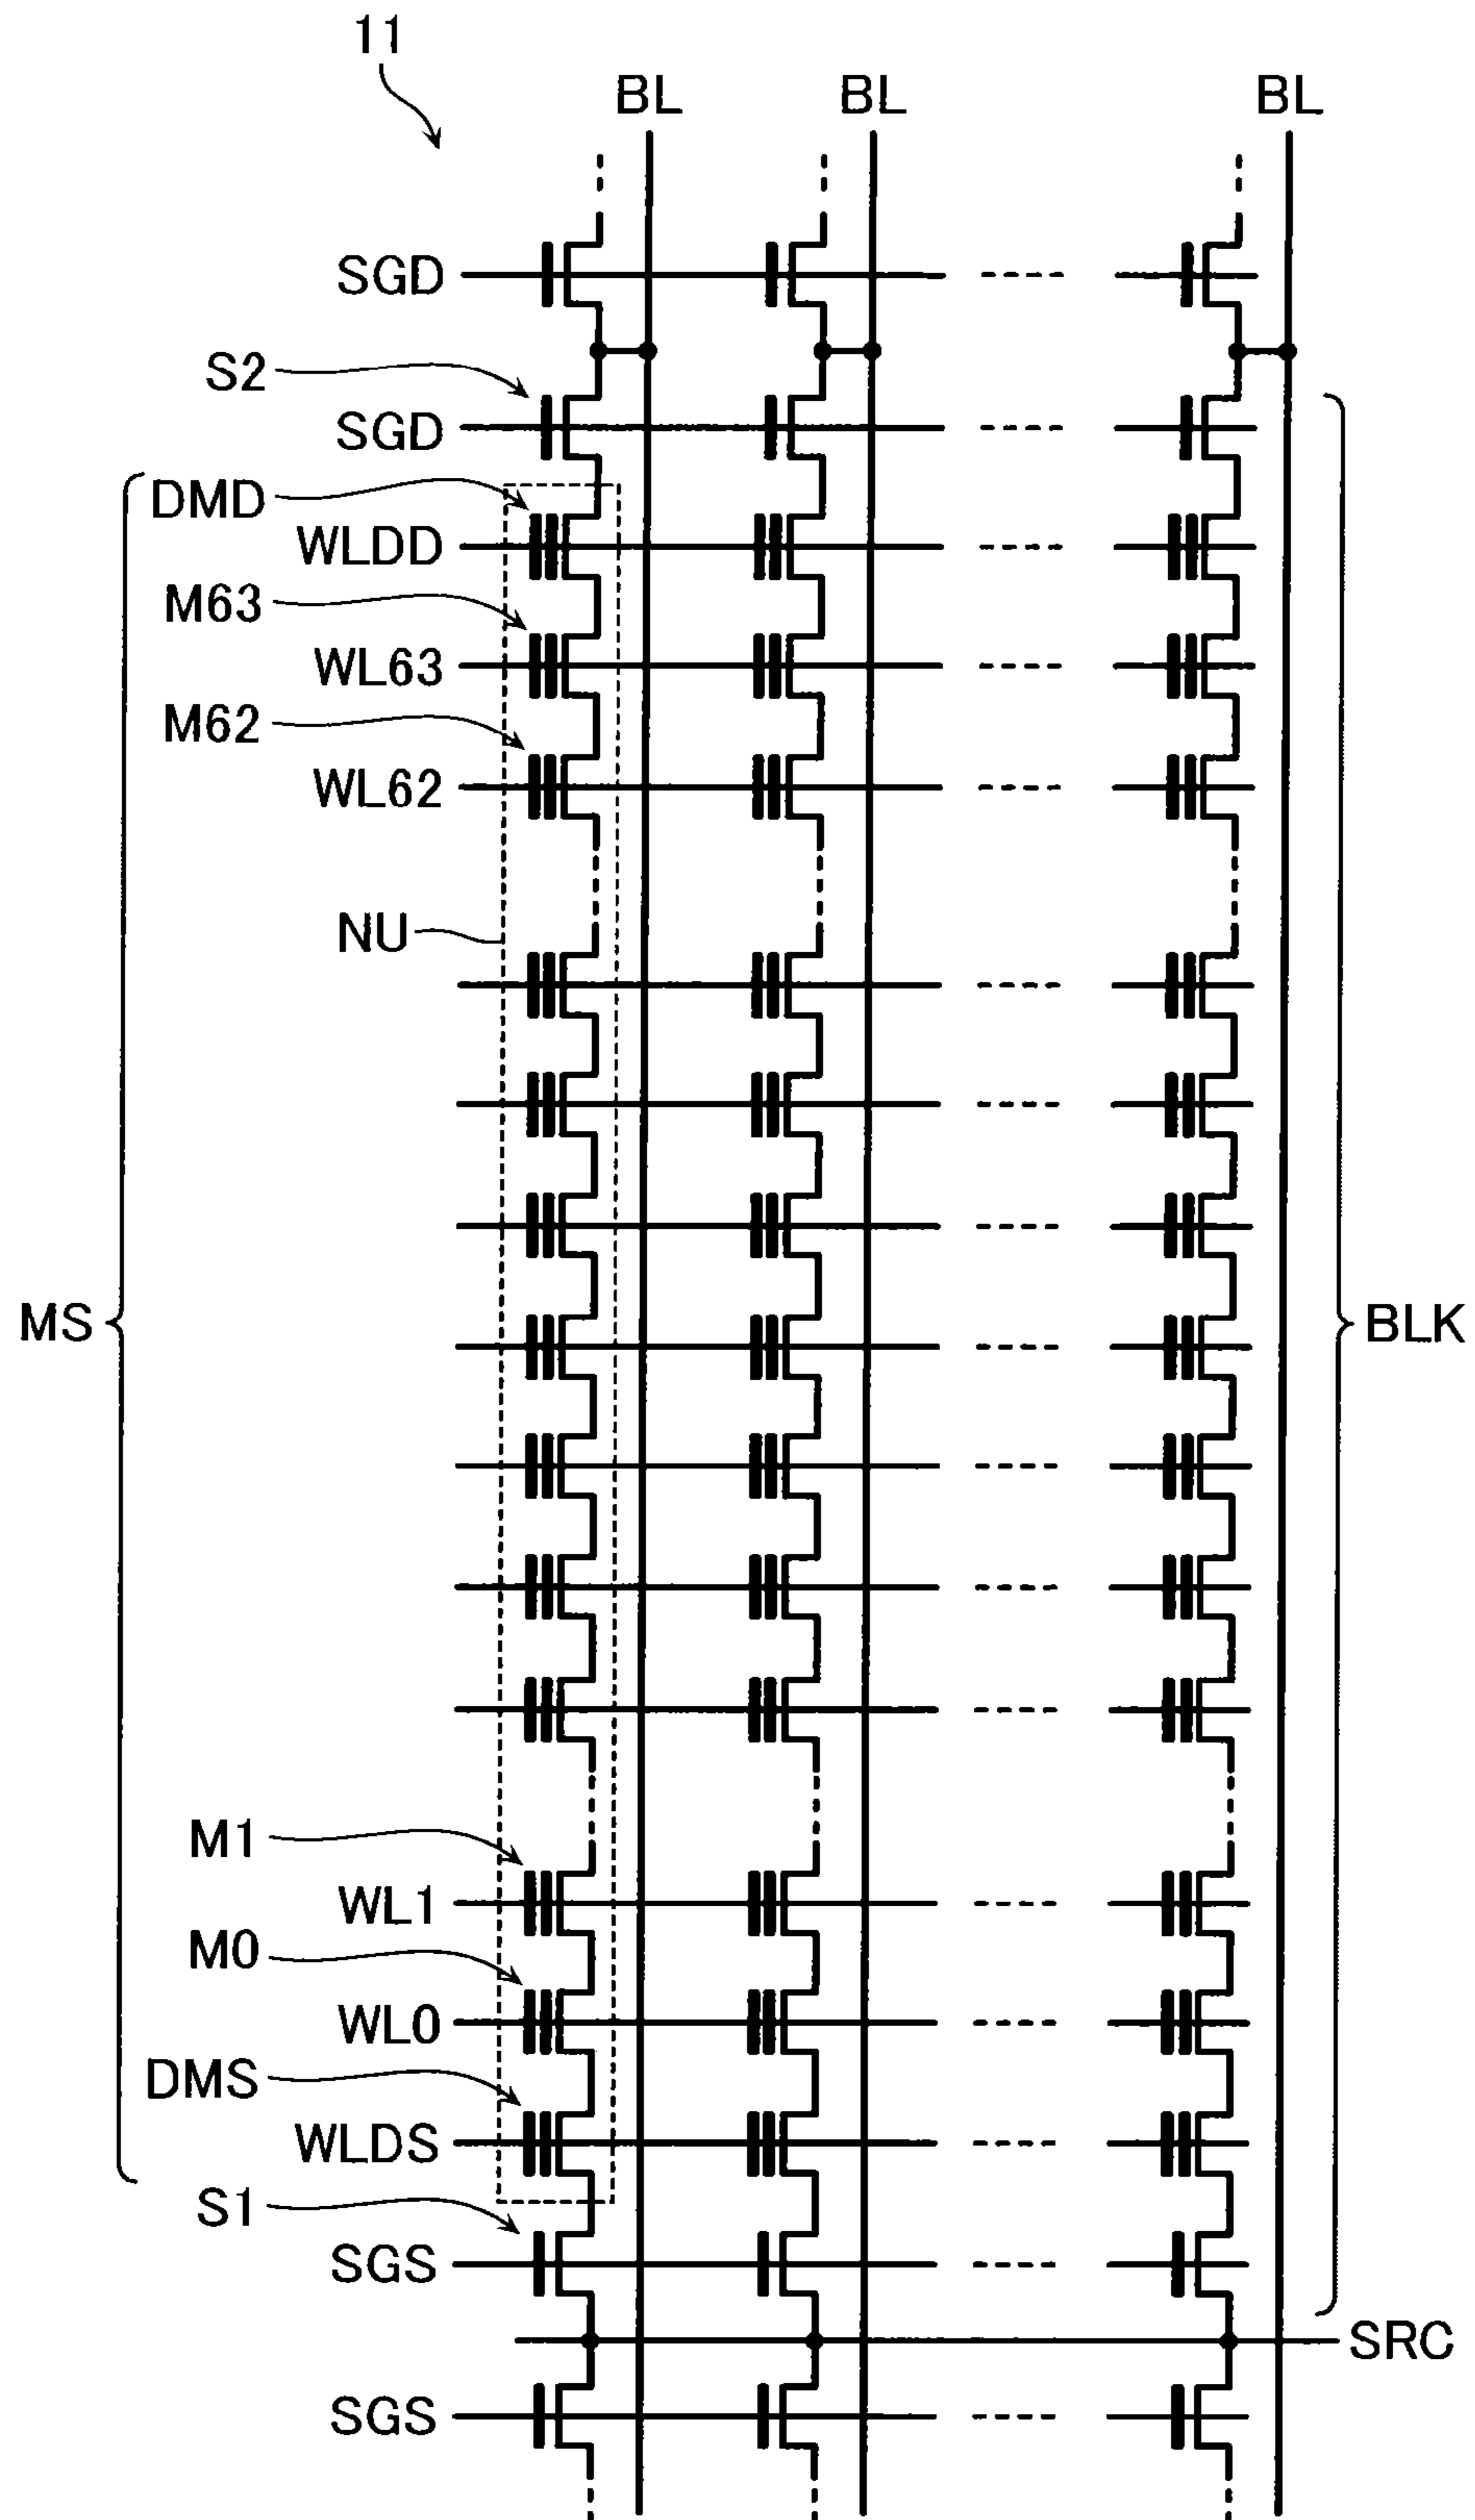 11
BL BL BL
SGD
S2
SGD
DMD
WLDD
M63
WL63
M62
WL62
NU
MS
BLK
M1
WL1
M0
WL0
DMS
WLDS
S1
SGS
SRC
SGS